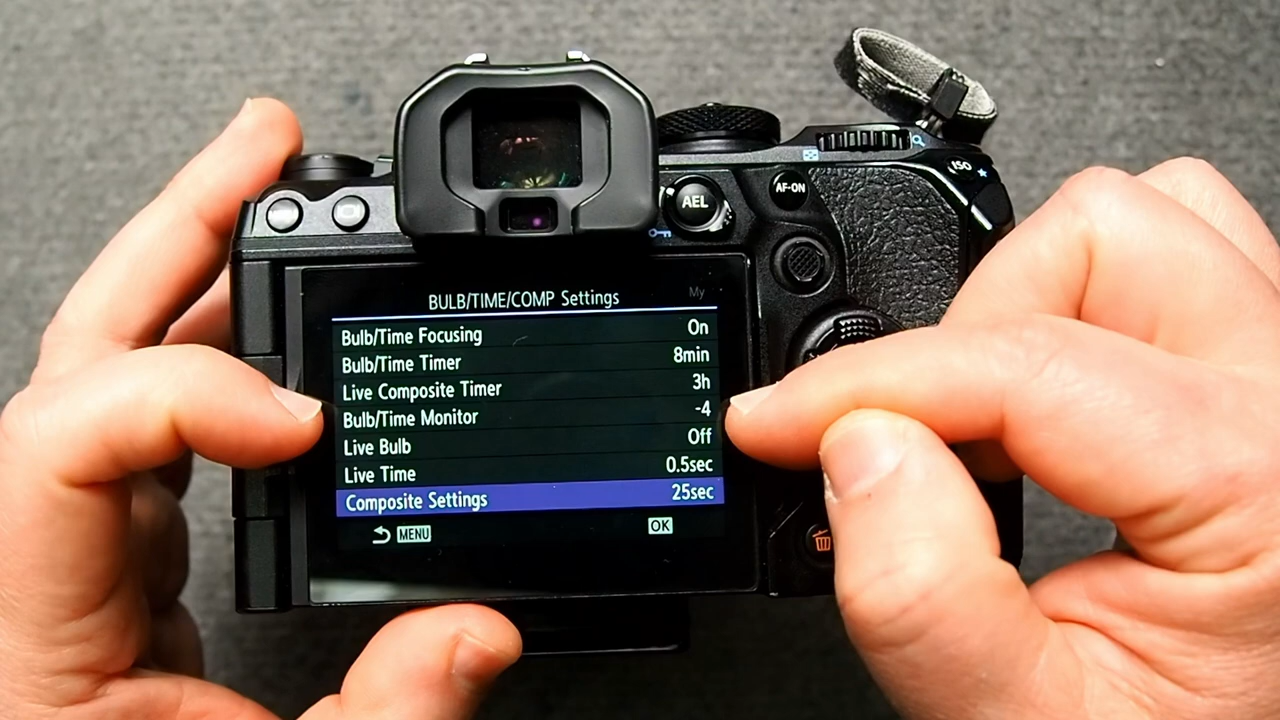 ISO
AF-ON
AEL
BULB/TIME/COMP Settings My
Bulb/Time Focusing On
Bulb/Time Timer 8min
Live Composite Timer 3h
Bulb/Time Monitor -4
Live Bulb Off
Live Time 0.5sec
Composite Settings 25sec
MENU OK